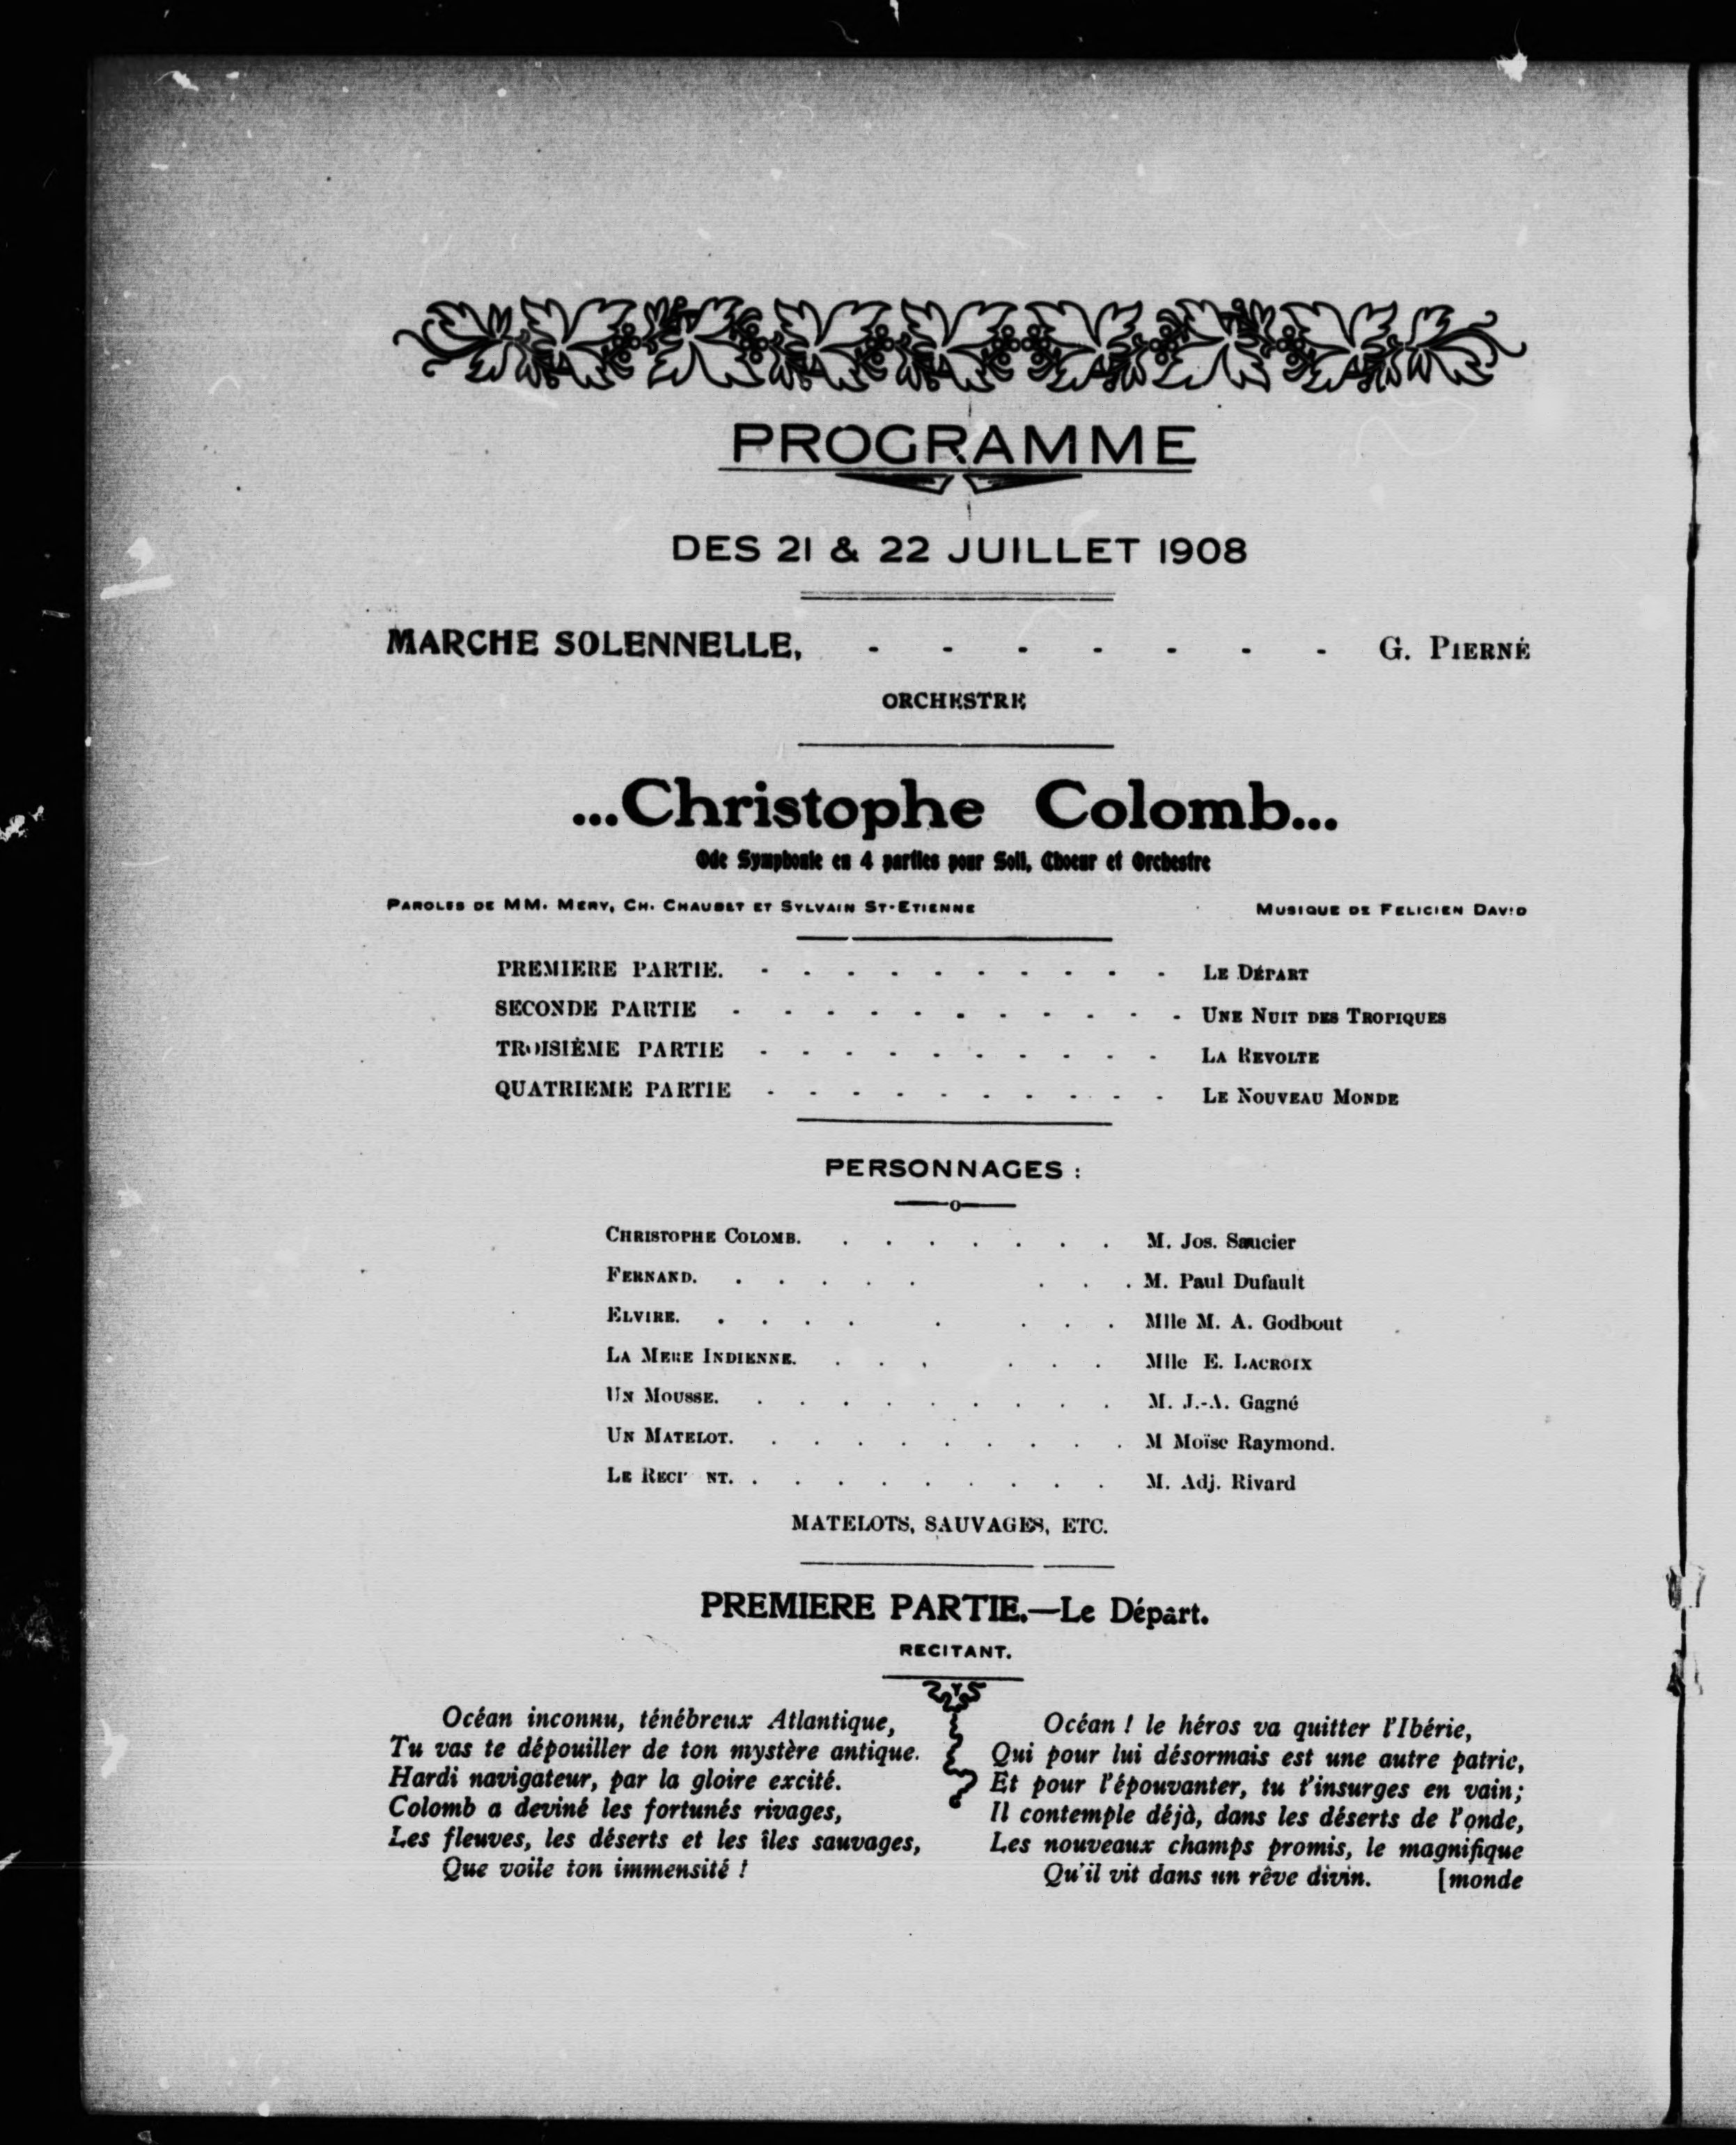 PROGRAMME
DES 21 & 22 JUILLET 1908
MARCHE SOLENNELLE, - - - - - - - G. PIERNÉ
ORCHESTRE
...Christophe Colomb...
Ode Symphonie en 4 parties pour Soli, Choeur et Orchestre
PAROLES DE MM. MERY, CH. CHAUBET ET SYLVAIN ST-ETIENNE MUSIQUE DE FELICIEN DAVID
PREMIERE PARTIE. - - - - - - - - - - LE DÉPART
SECONDE PARTIE - - - - - - - - - - - UNE NUIT DES TROPIQUES
TROISIÈME PARTIE - - - - - - - - - - LA REVOLTE
QUATRIEME PARTIE - - - - - - - - - - LE NOUVEAU MONDE
PERSONNAGES :
CHRISTOPHE COLOMB. . . . . . . . M. Jos. Saucier
FERNAND. . . . . . . . . M. Paul Dufault
ELVIRE. . . . . . . . . Mlle M. A. Godbout
LA MERE INDIENNE. . . . . . . Mlle E. LACROIX
UN MOUSSE. . . . . . . . . . M. J.-A. Gagné
UN MATELOT. . . . . . . . . . M Moïse Raymond.
LE . . . . . . . . . . M. Adj. Rivard
MATELOTS, SAUVAGES, ETC.
PREMIERE PARTIE.—Le Départ.
RECITANT.
Océan inconnu, ténébreux Atlantique,
Tu vas te dépouiller de ton mystère antique.
Hardi navigateur, par la gloire excité.
Colomb a deviné les fortunés rivages,
Les fleuves, les déserts et les îles sauvages,
Que voile ton immensité !
Océan ! le héros va quitter l'Ibérie,
Qui pour lui désormais est une autre patrie,
Et pour l'épouvanter, tu t'insurges en vain;
Il contemple déjà, dans les déserts de l'onde,
Les nouveaux champs promis, le magnifique
Qu'il vit dans un rêve divin. [monde